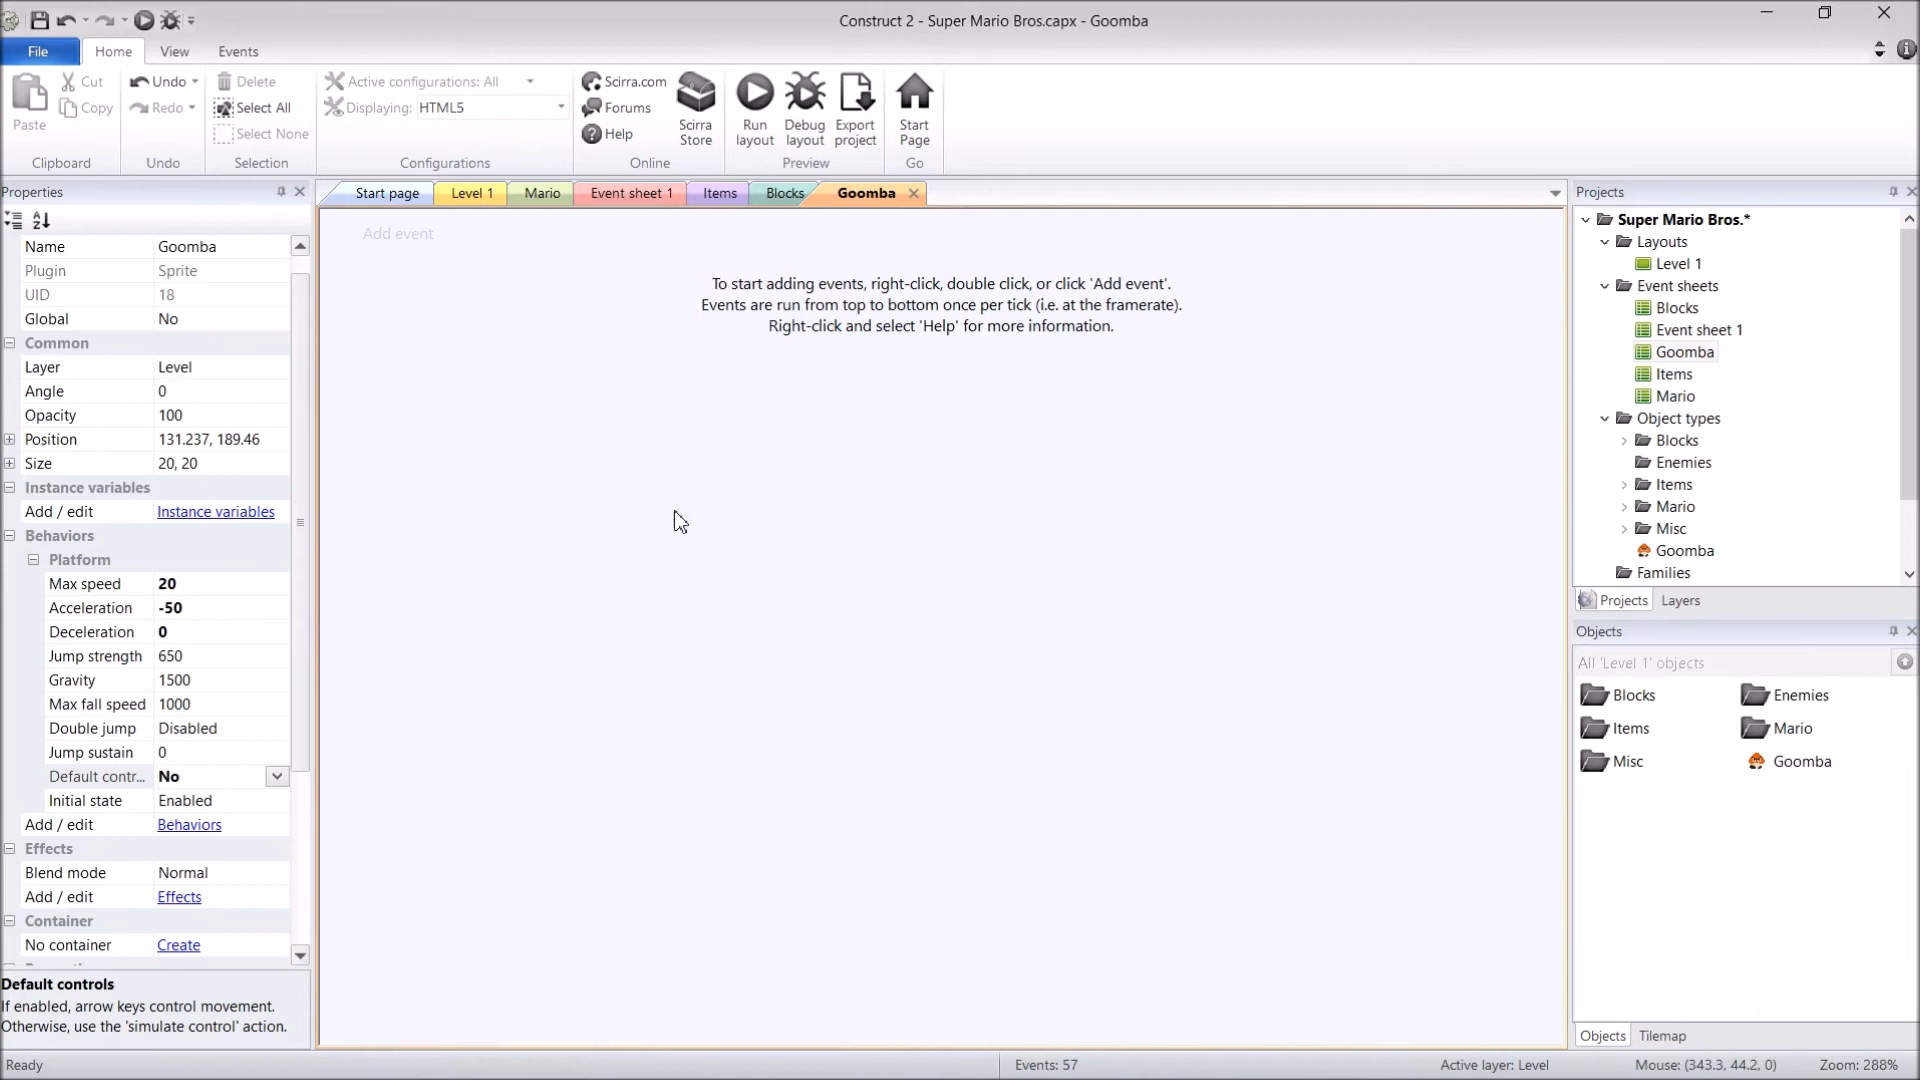 Construct 2 - Super Mario Bros.capx - Goomba
File
Home
View
Events
Paste
Cut
Copy
Clipboard
Undo
Redo
Undo
Delete
Select All
Select None
Selection
Active configurations: All
Displaying: HTML5
Configurations
Scirra.com
Forums
Help
Scirra
Store
Online
Run
layout
Debug
layout
Export
project
Preview
Start
Page
Go
Properties
Name Goomba
Plugin Sprite
UID 18
Global No
Common
Layer Level
Angle 0
Opacity 100
Position 131.237, 189.46
Size 20, 20
Instance variables
Add / edit Instance variables
Behaviors
Platform
Max speed 20
Acceleration -50
Deceleration 0
Jump strength 650
Gravity 1500
Max fall speed 1000
Double jump Disabled
Jump sustain 0
Default contr... No
Initial state Enabled
Add / edit Behaviors
Effects
Blend mode Normal
Add / edit Effects
Container
No container Create
Default controls
If enabled, arrow keys control movement.
Otherwise, use the 'simulate control' action.
Start page
Level 1
Mario
Event sheet 1
Items
Blocks
Goomba
Add event
To start adding events, right-click, double click, or click 'Add event'.
Events are run from top to bottom once per tick (i.e. at the framerate).
Right-click and select 'Help' for more information.
Projects
Super Mario Bros.*
Layouts
Level 1
Event sheets
Blocks
Event sheet 1
Goomba
Items
Mario
Object types
Blocks
Enemies
Items
Mario
Misc
Goomba
Families
Projects
Layers
Objects
All 'Level 1' objects
Blocks
Enemies
Items
Mario
Misc
Goomba
Objects
Tilemap
Ready
Events: 57
Active layer: Level
Mouse: (343.3, 44.2, 0)
Zoom: 288%